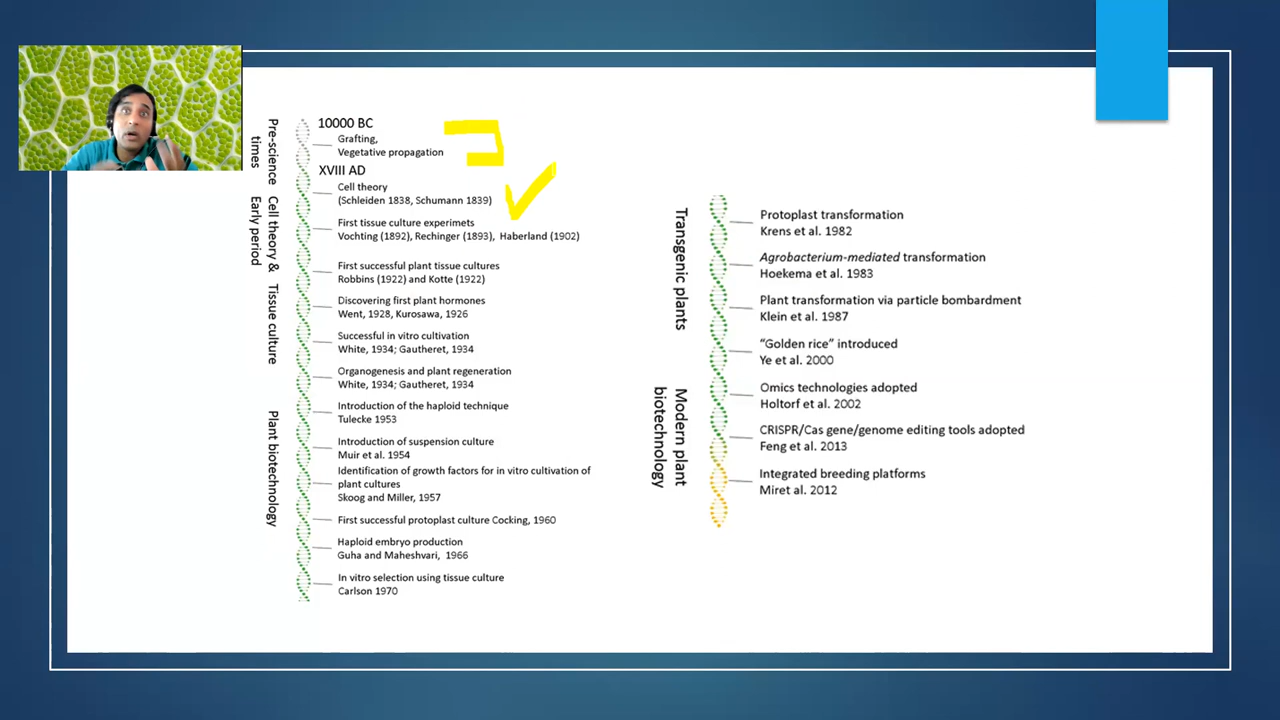 Pre-science
times
10000 BC
Grafting,
Vegetative propagation
XVIII AD
Cell theory &
Early period
Cell theory
(Schleiden 1838, Schumann 1839)
First tissue culture experimets
Vochting (1892), Rechinger (1893), Haberland (1902)
Tissue culture
First successful plant tissue cultures
Robbins (1922) and Kotte (1922)
Discovering first plant hormones
Went, 1928, Kurosawa, 1926
Successful in vitro cultivation
White, 1934; Gautheret, 1934
Organogenesis and plant regeneration
White, 1934; Gautheret, 1934
Plant biotechnology
Introduction of the haploid technique
Tulecke 1953
Introduction of suspension culture
Muir et al. 1954
Identification of growth factors for in vitro cultivation of
plant cultures
Skoog and Miller, 1957
First successful protoplast culture Cocking, 1960
Haploid embryo production
Guha and Maheshvari, 1966
In vitro selection using tissue culture
Carlson 1970
Transgenic plants
Protoplast transformation
Krens et al. 1982
Agrobacterium-mediated transformation
Hoekema et al. 1983
Plant transformation via particle bombardment
Klein et al. 1987
“Golden rice” introduced
Ye et al. 2000
Modern plant
biotechnology
Omics technologies adopted
Holtorf et al. 2002
CRISPR/Cas gene/genome editing tools adopted
Feng et al. 2013
Integrated breeding platforms
Miret al. 2012